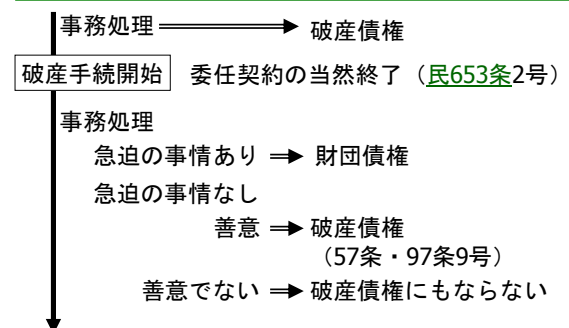 事務処理 破産債権
破産手続開始 委任契約の当然終了（民653条2号）
事務処理
急迫の事情あり 財団債権
急迫の事情なし
善意 破産債権
（57条・97条9号）
善意でない 破産債権にもならない